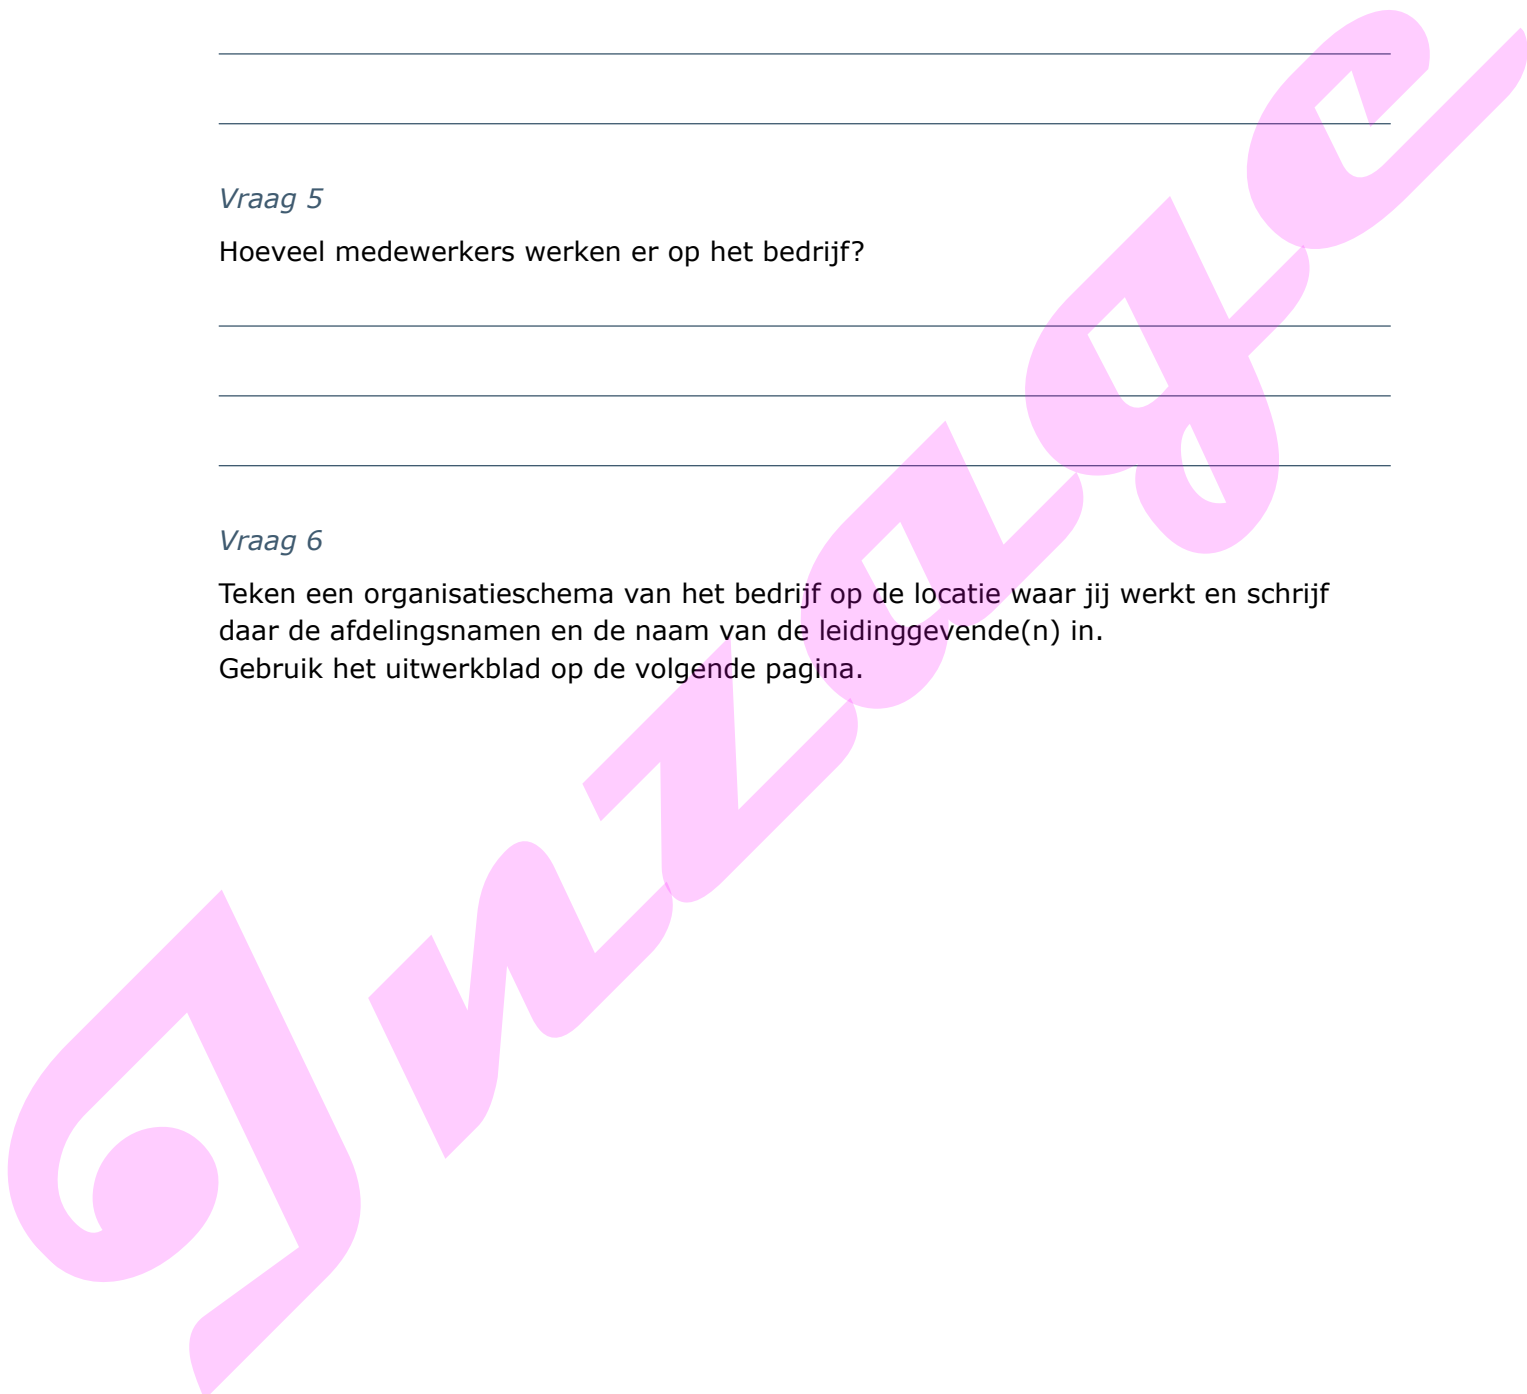 Vraag 5
Hoeveel medewerkers werken er op het bedrijf?
Vraag 6
Teken een organisatieschema van het bedrijf op de locatie waar jij werkt en schrijf
daar de afdelingsnamen en de naam van de leidinggevende(n) in.
Gebruik het uitwerkblad op de volgende pagina.
Inzage